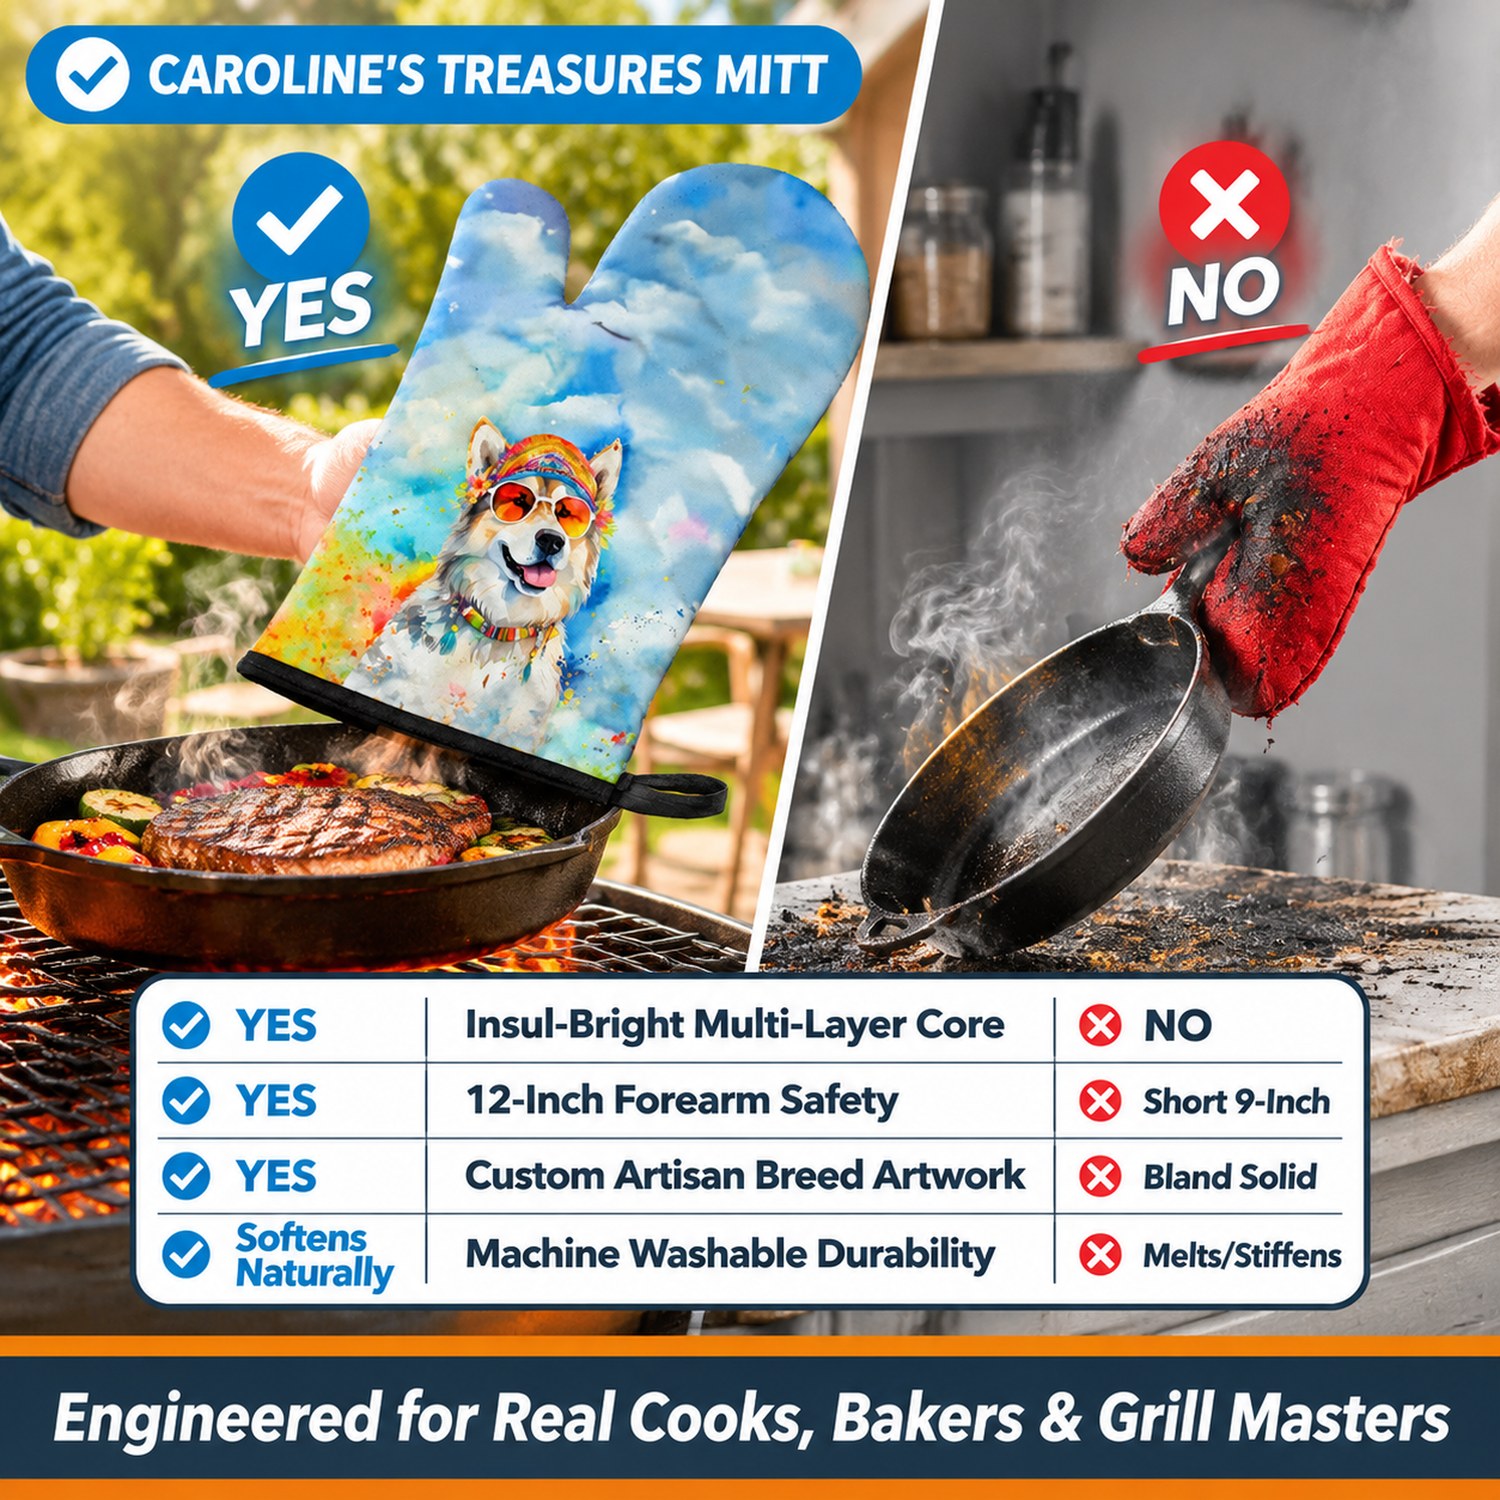 CAROLINE'S TREASURES MITT
YES
NO
YES Insul-Bright Multi-Layer Core NO
YES 12-Inch Forearm Safety Short 9-Inch
YES Custom Artisan Breed Artwork Bland Solid
Softens
Naturally Machine Washable Durability Melts/Stiffens
Engineered for Real Cooks, Bakers & Grill Masters